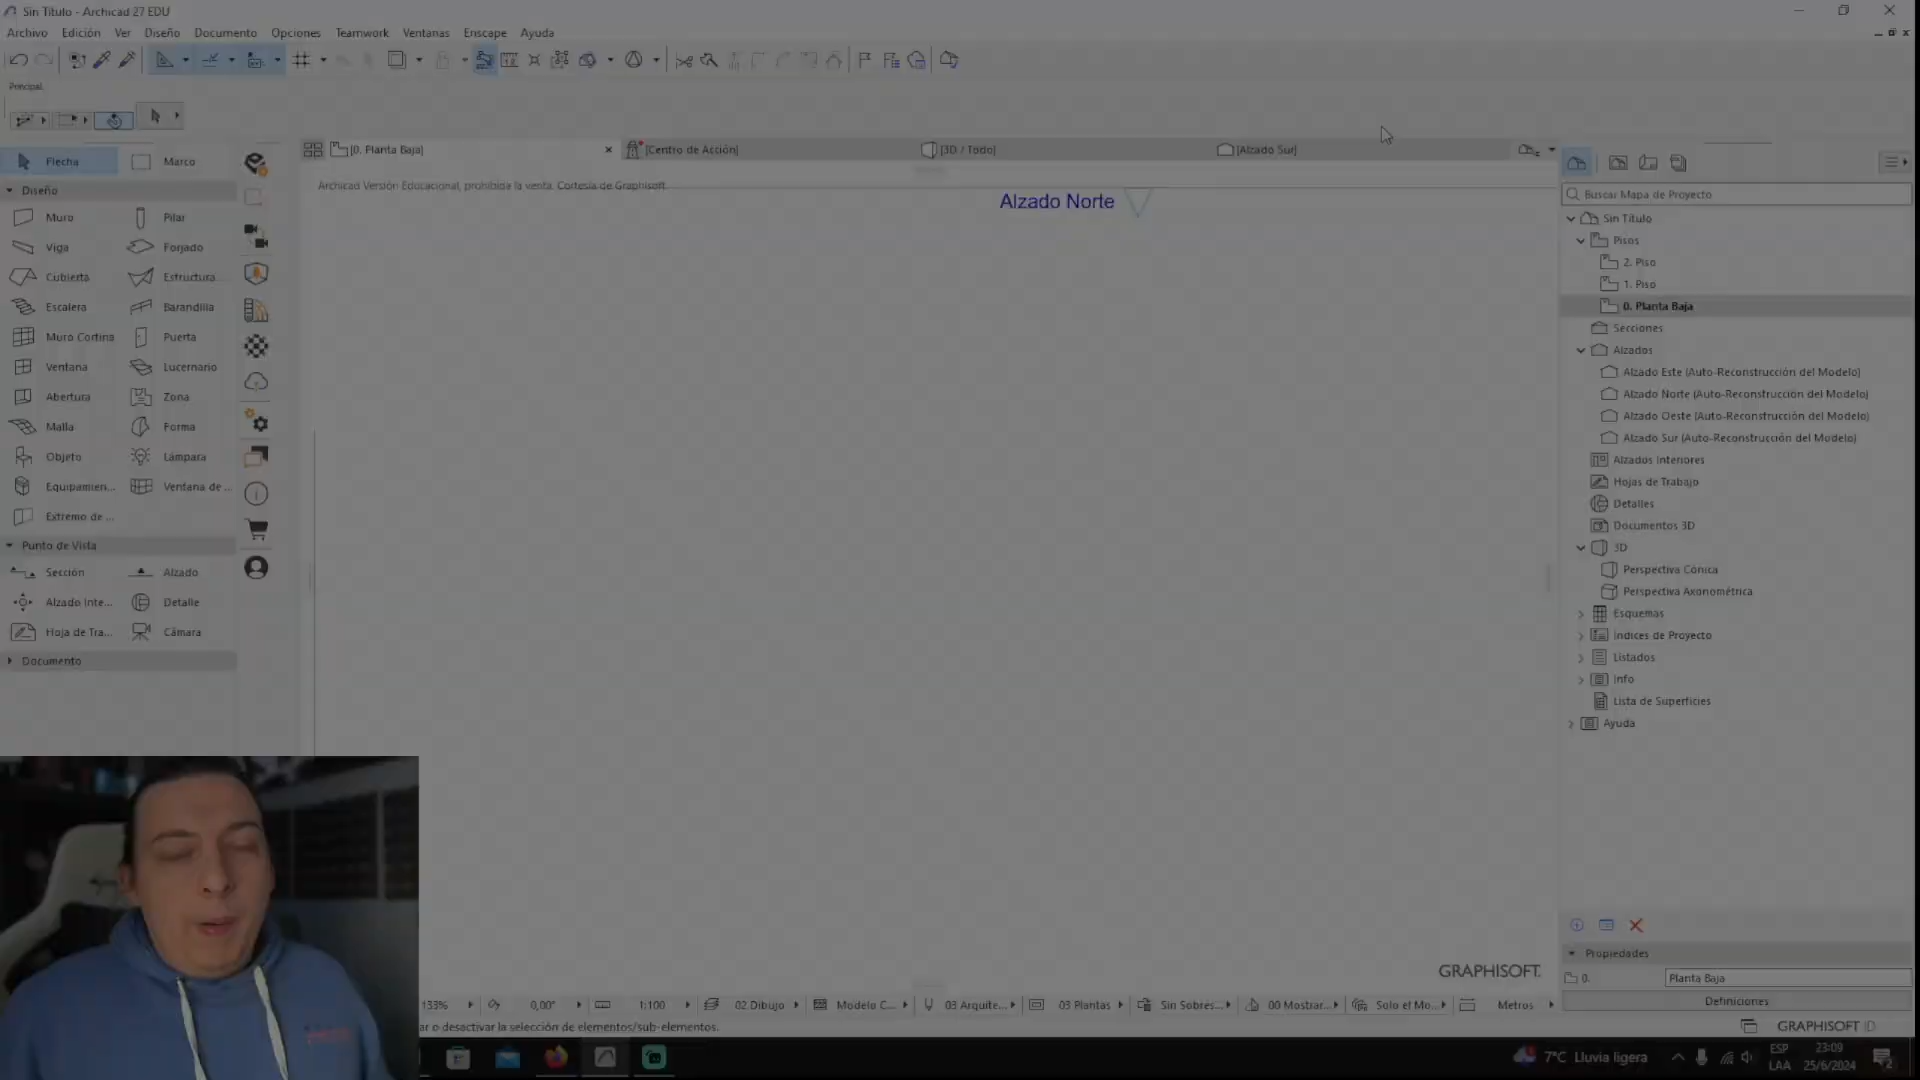 Sin Título - Archicad 27 EDU
Archivo Edición Ver Diseño Documento Opciones Teamwork Ventanas Enscape Ayuda
Principal:
[0. Planta Baja] [Centro de Acción] [3D / Todo] [Alzado Sur]
Flecha Marco
Diseño
Muro Pilar
Viga Forjado
Cubierta Estructura...
Escalera Barandilla
Muro Cortina Puerta
Ventana Lucernario
Abertura Zona
Malla Forma
Objeto Lámpara
Equipamien... Ventana de ...
Extremo de ...
Punto de Vista
Sección Alzado
Alzado Inte... Detalle
Hoja de Tra... Cámara
Documento
Archicad Versión Educacional, prohibida la venta. Cortesía de Graphisoft.
Alzado Norte
GRAPHISOFT.
Buscar Mapa de Proyecto
Sin Título
Pisos
2. Piso
1. Piso
0. Planta Baja
Secciones
Alzados
Alzado Este (Auto-Reconstrucción del Modelo)
Alzado Norte (Auto-Reconstrucción del Modelo)
Alzado Oeste (Auto-Reconstrucción del Modelo)
Alzado Sur (Auto-Reconstrucción del Modelo)
Alzados Interiores
Hojas de Trabajo
Detalles
Documentos 3D
3D
Perspectiva Cónica
Perspectiva Axonométrica
Esquemas
Índices de Proyecto
Listados
Info
Lista de Superficies
Ayuda
Propiedades
0. Planta Baja
Definiciones
133% 0,00° 1:100 02 Dibujo Modelo C... 03 Arquite... 03 Plantas Sin Sobres... 00 Mostrar... Solo el Mo... Metros
ar o desactivar la selección de elementos/sub-elementos.
GRAPHISOFT ID
7°C Lluvia ligera
ESP
LAA
23:09
25/6/2024
2